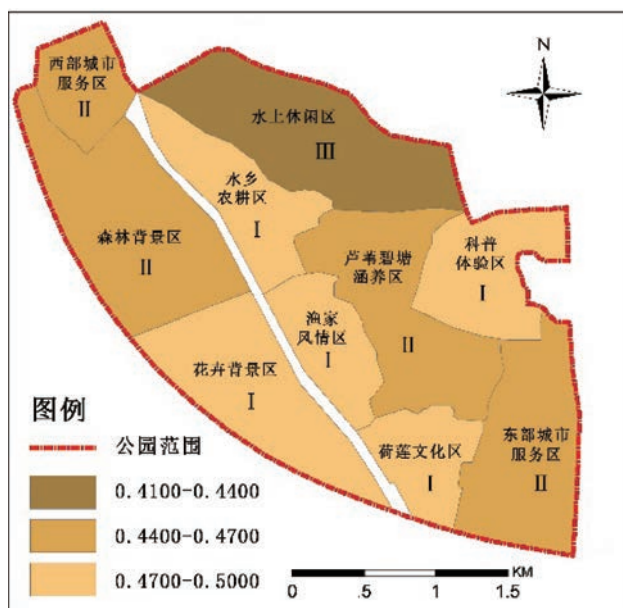 N
西部城市
服务区
II
水上休闲区
III
水乡
农耕区
I
森林背景区
II
芦苇碧塘
涵养区
II
科普
体验区
I
渔家
风情区
I
花卉背景区
I
荷莲文化区
I
东部城市
服务区
II
图例
公园范围
0.4100-0.4400
0.4400-0.4700
0.4700-0.5000
KM
0 .5 1 1.5